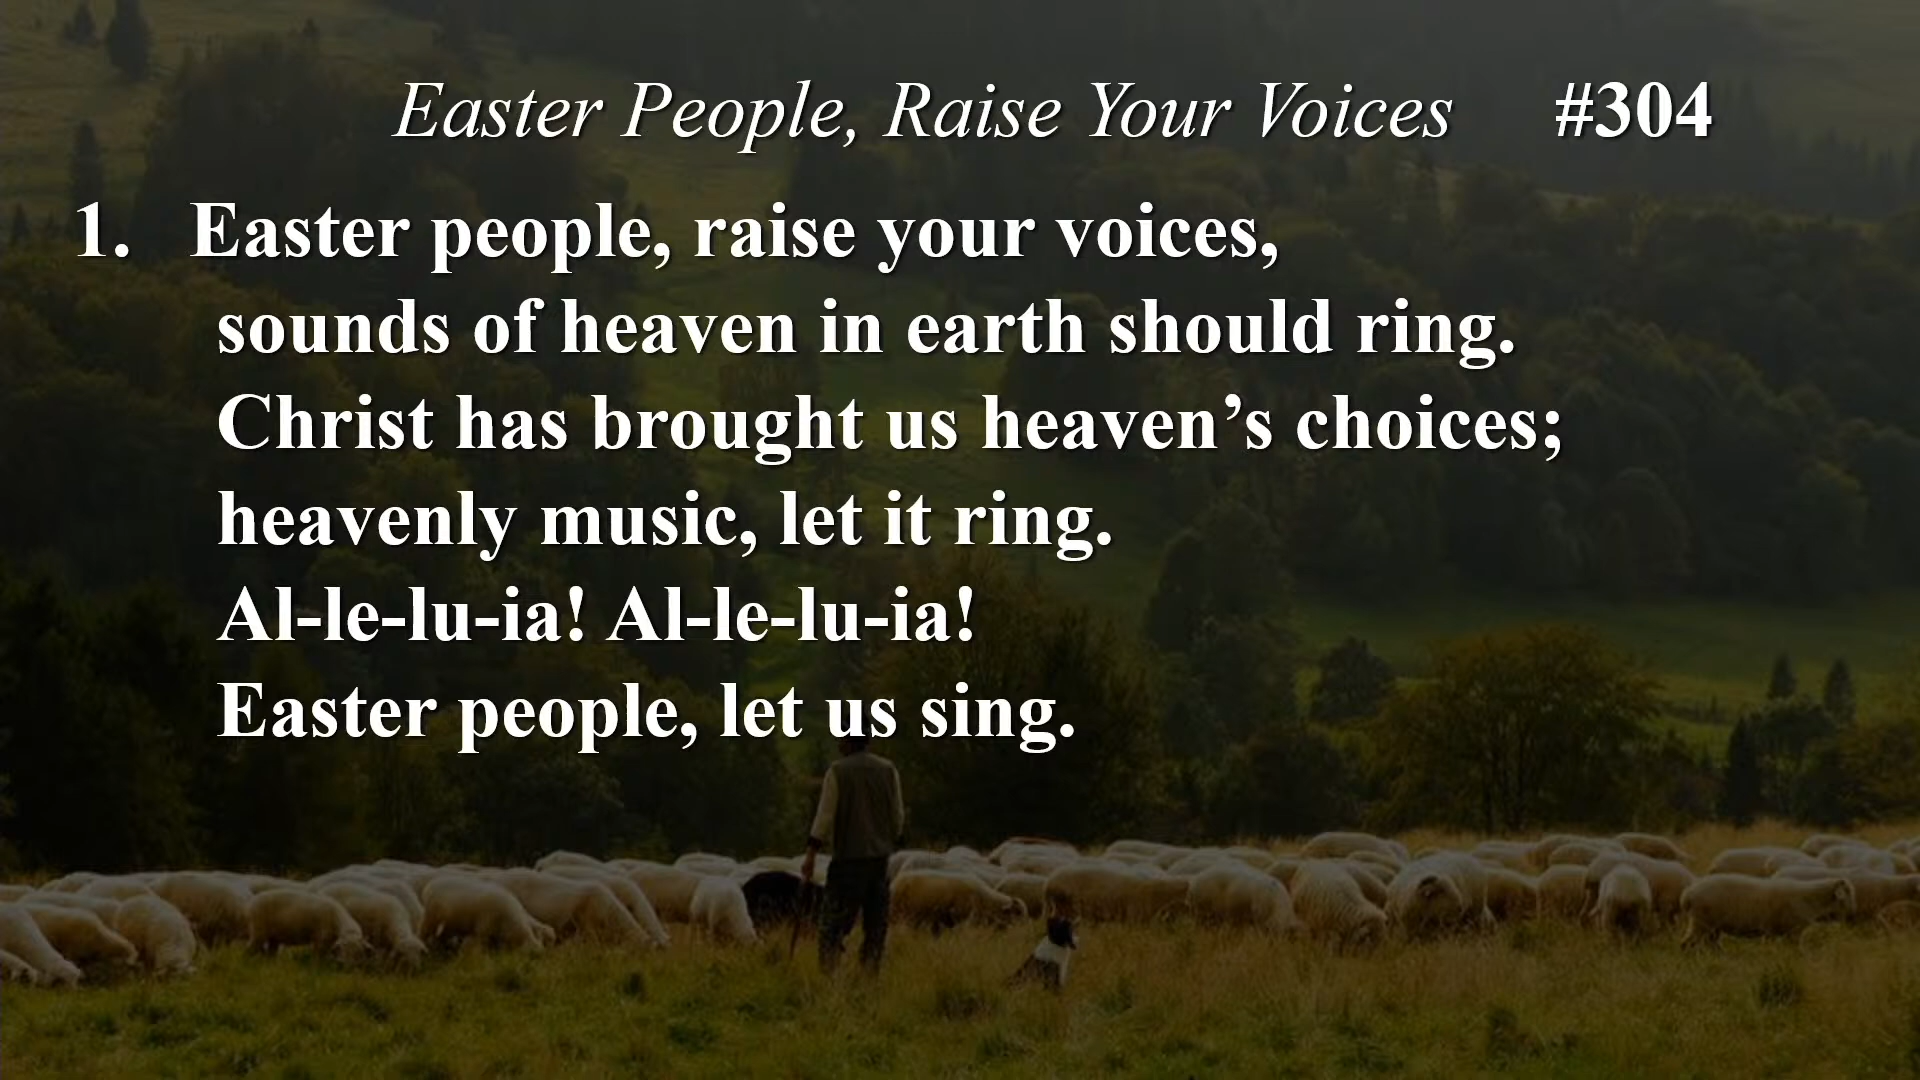 Easter People, Raise Your Voices #304
1. Easter people, raise your voices,
sounds of heaven in earth should ring.
Christ has brought us heaven’s choices;
heavenly music, let it ring.
Al-le-lu-ia! Al-le-lu-ia!
Easter people, let us sing.